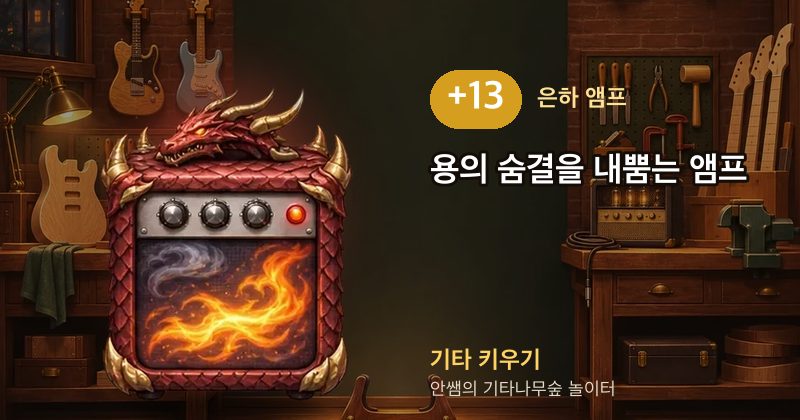 +13 은하 앰프
용의 숨결을 내뿜는 앰프
기타 키우기
안쌤의 기타나무숲 놀이터